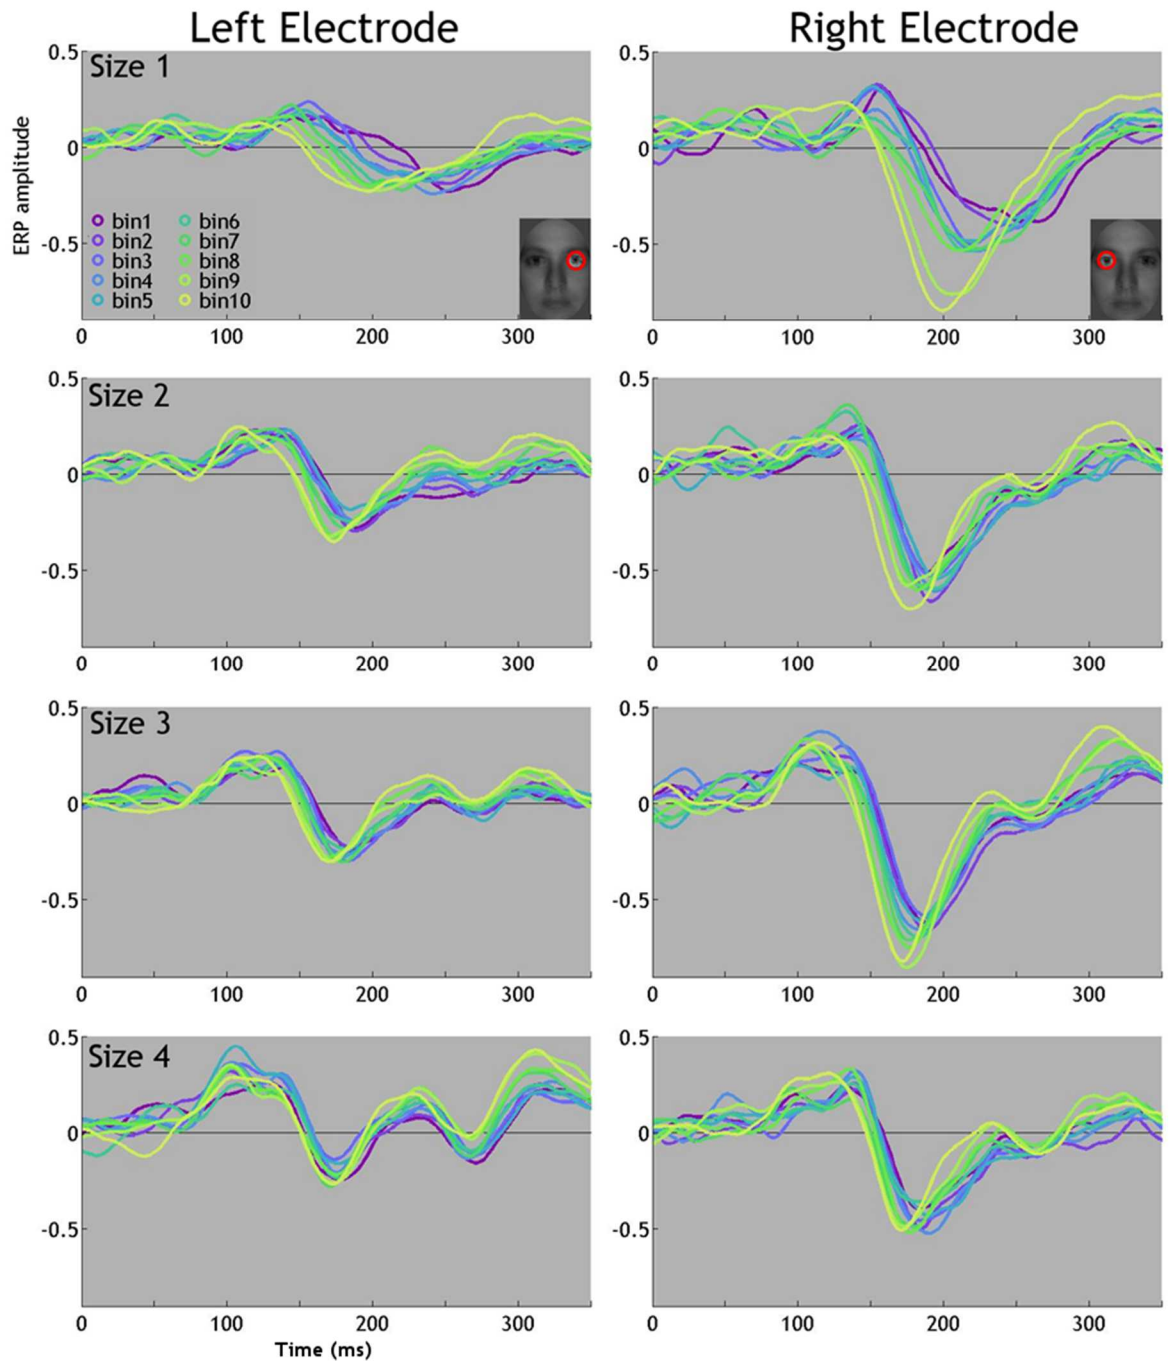 Left Electrode
Right Electrode
Size 1
ERP amplitude
0.5
0
-0.5
bin1
bin2
bin3
bin4
bin5
bin6
bin7
bin8
bin9
bin10
0 100 200 300
0.5
0
-0.5
0 100 200 300
Size 2
0.5
0
-0.5
0 100 200 300
0.5
0
-0.5
0 100 200 300
Size 3
0.5
0
-0.5
0 100 200 300
0.5
0
-0.5
0 100 200 300
Size 4
0.5
0
-0.5
0 100 200 300
Time (ms)
0.5
0
-0.5
0 100 200 300